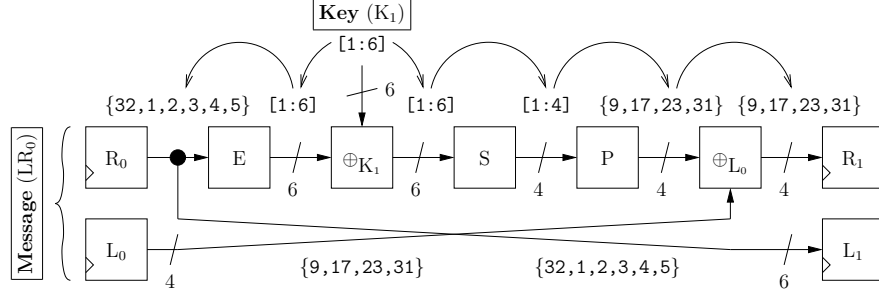 Key (K₁)
[1:6]
6
{32,1,2,3,4,5} [1:6] [1:6] [1:4] {9,17,23,31} {9,17,23,31}
Message (LR₀)
R₀ E ⊕K₁ S P ⊕L₀ R₁
6 6 4 4 4
L₀ L₁
4 {9,17,23,31} {32,1,2,3,4,5} 6